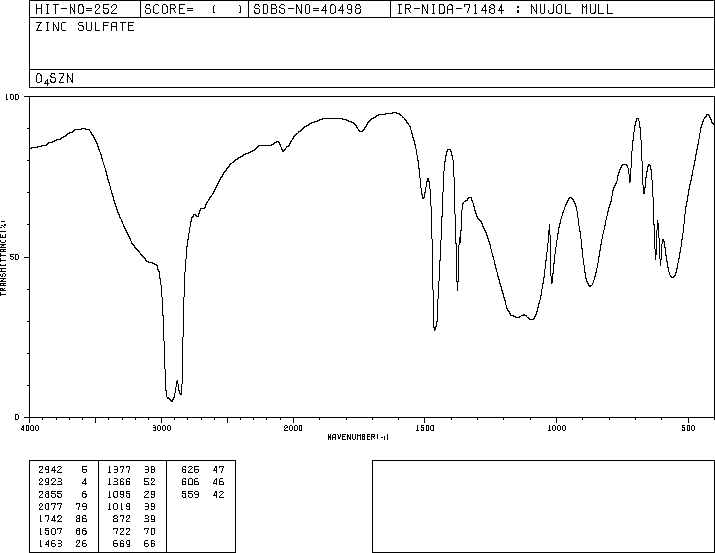 HIT-NO=252 SCORE= ( ) SDBS-NO=40498 IR-NIDA-71484 : NUJOL MULL
ZINC SULFATE
O4SZN
100
50
0
TRANSMITTANCE(%)
4000 3000 2000 1500 1000 500
WAVENUMBER(-1)
2942 5 1377 38 625 47
2923 4 1366 52 606 46
2855 6 1095 29 559 42
2077 79 1019 39
1742 86 872 39
1507 66 722 70
1463 26 669 66